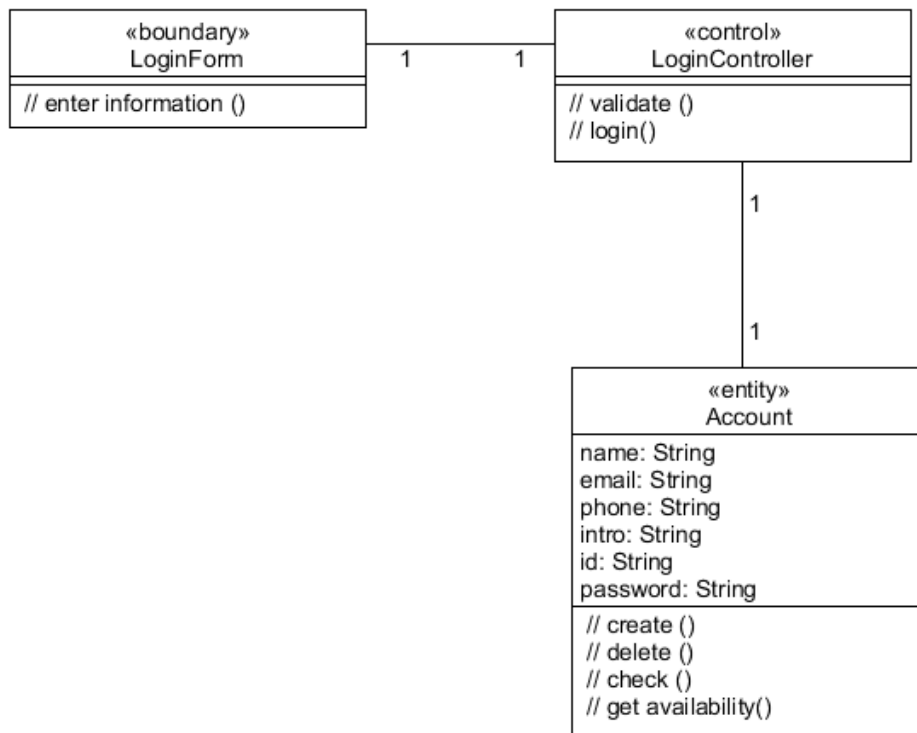 «boundary»
LoginForm
// enter information ()
1
1
«control»
LoginController
// validate ()
// login()
1
1
«entity»
Account
name: String
email: String
phone: String
intro: String
id: String
password: String
// create ()
// delete ()
// check ()
// get availability()